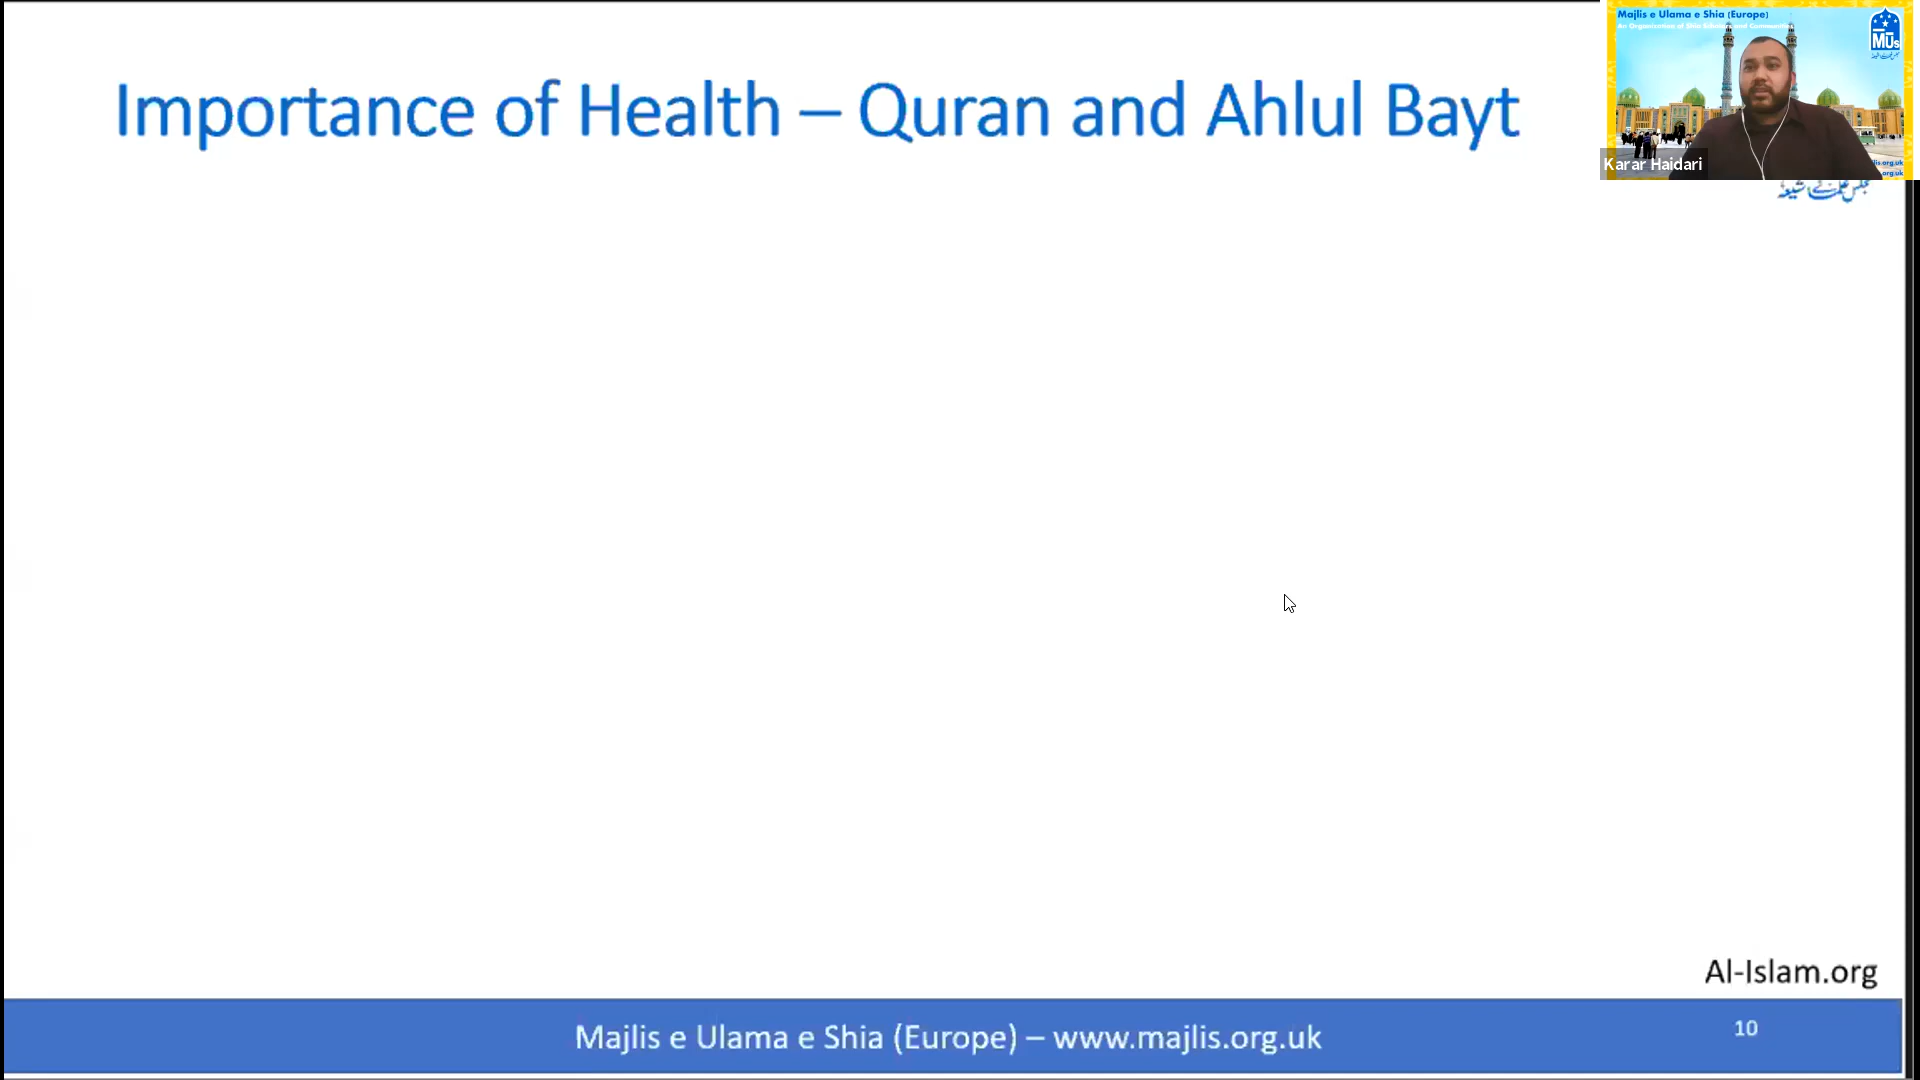 Majlis e Ulama e Shia (Europe)
MUS
Importance of Health – Quran and Ahlul Bayt
Karar Haidari
Al-Islam.org
Majlis e Ulama e Shia (Europe) – www.majlis.org.uk
10